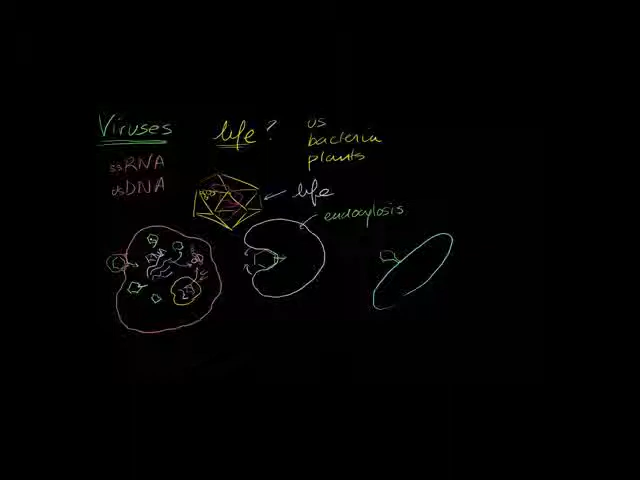 Viruses
life ?
us
bacteria
plants
ssRNA
dsDNA
life
endocytosis